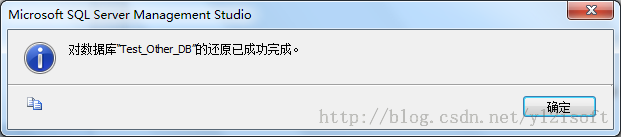 Microsoft SQL Server Management Studio
对数据库"Test_Other_DB"的还原已成功完成。
确定
http://blog.csdn.net/ylzisoft